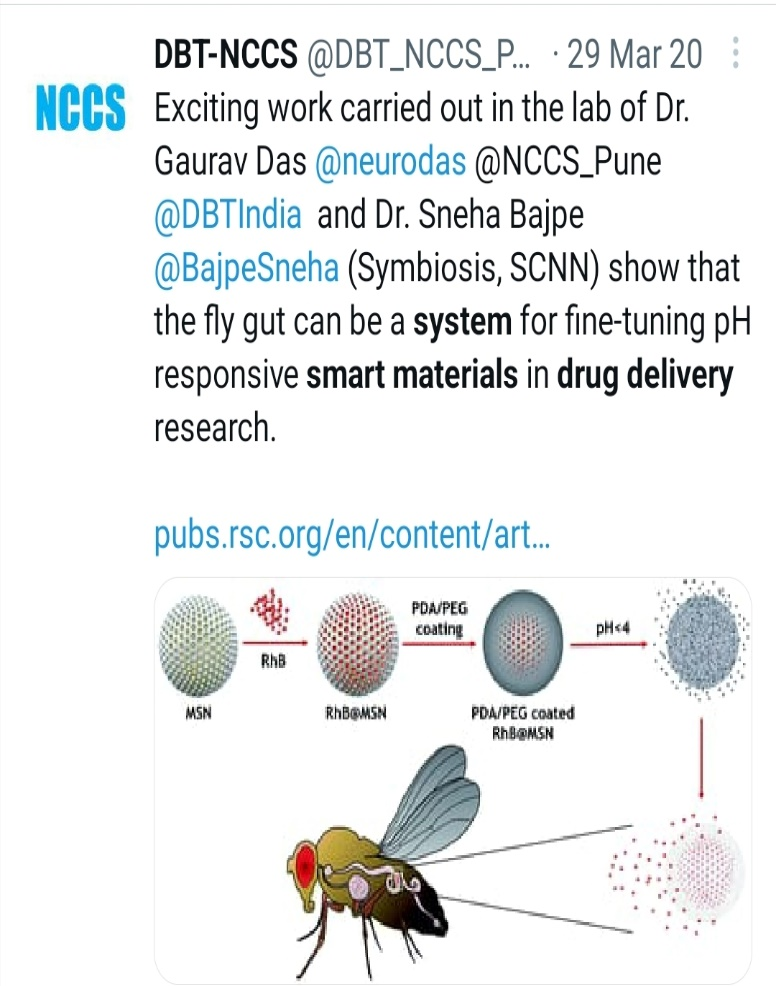 DBT-NCCS @DBT_NCCS_P... · 29 Mar 20
NCCS
Exciting work carried out in the lab of Dr.
Gaurav Das @neurodas @NCCS_Pune
@DBTIndia and Dr. Sneha Bajpe
@BajpeSneha (Symbiosis, SCNN) show that
the fly gut can be a system for fine-tuning pH
responsive smart materials in drug delivery
research.
pubs.rsc.org/en/content/art...
RhB
PDA/PEG
coating
pH<4
MSN
RhB@MSN
PDA/PEG coated
RhB@MSN